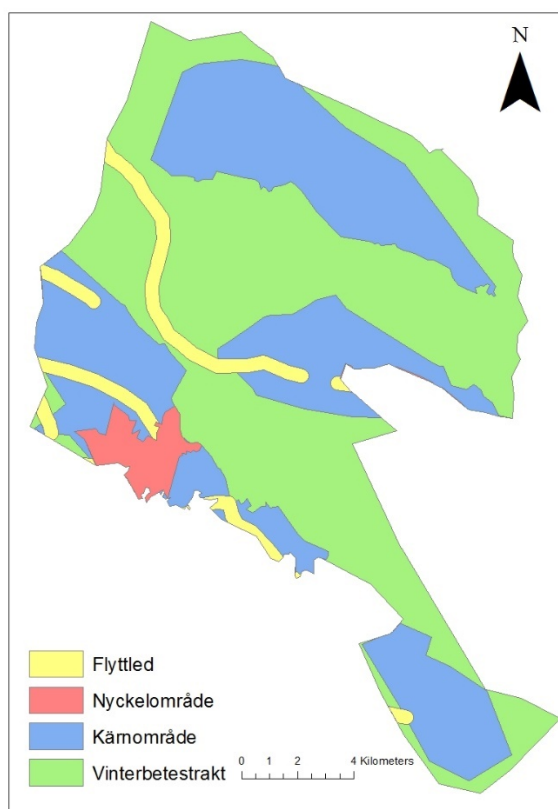 N
Flyttled
Nyckelområde
Kärnområde
Vinterbetestrakt
0 1 2 4 Kilometers